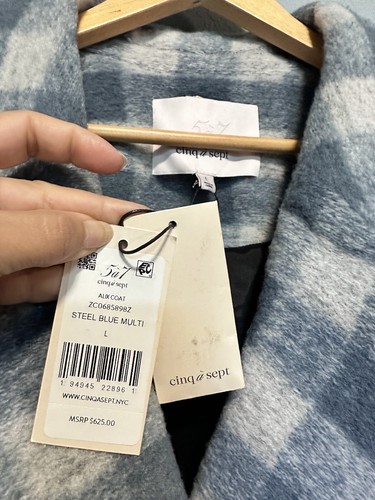 5à7
cinq à sept
L
5à7
cinq à sept
ALIX COAT
ZC0685898Z
STEEL BLUE MULTI
L
1 94945 22896 1
WWW.CINQASEPT.NYC
MSRP $625.00
cinq à sept